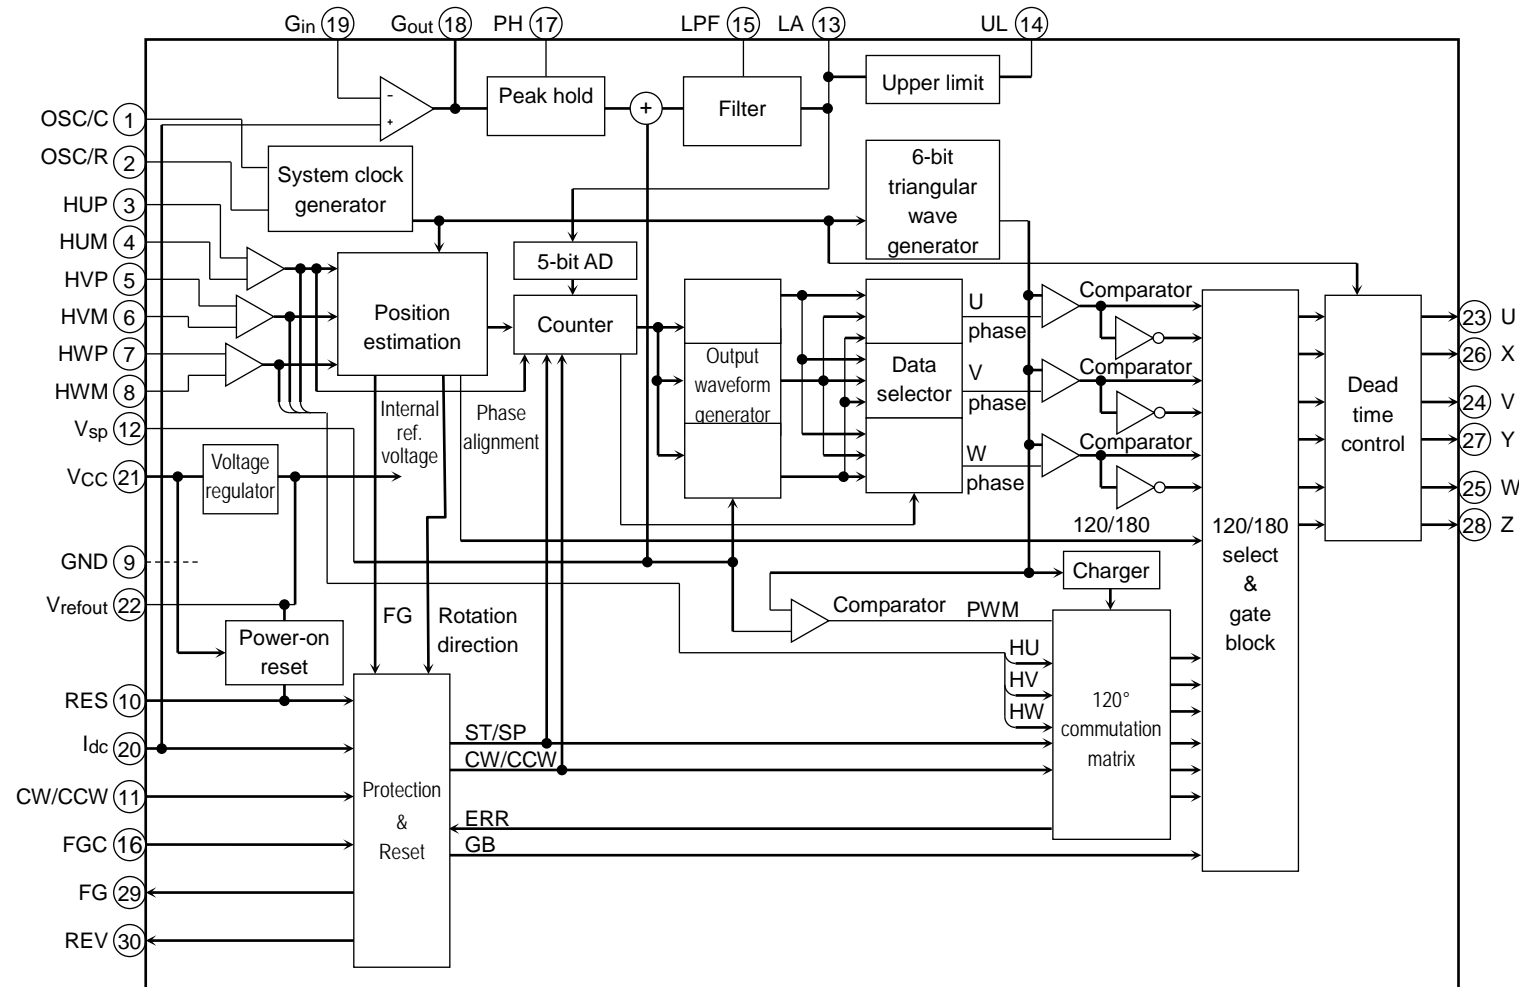 Gin 19
Gout 18
PH 17
LPF 15
LA 13
UL 14
OSC/C 1
OSC/R 2
HUP 3
HUM 4
HVP 5
HVM 6
HWP 7
HWM 8
Vsp 12
VCC 21
GND 9
Vrefout 22
RES 10
Idc 20
CW/CCW 11
FGC 16
FG 29
REV 30
−
+
Peak hold
+
Filter
Upper limit
System clock
generator
6-bit
triangular
wave
generator
5-bit AD
Position
estimation
Counter
Output
waveform
generator
Data
selector
U
phase
V
phase
W
phase
Comparator
Comparator
Comparator
120/180
120/180
select
&
gate
block
Dead
time
control
23 U
26 X
24 V
27 Y
25 W
28 Z
Internal
ref.
voltage
Phase
alignment
Voltage
regulator
Power-on
reset
FG
Rotation
direction
Charger
Comparator
PWM
HU
HV
HW
120°
commutation
matrix
Protection
&
Reset
ST/SP
CW/CCW
ERR
GB